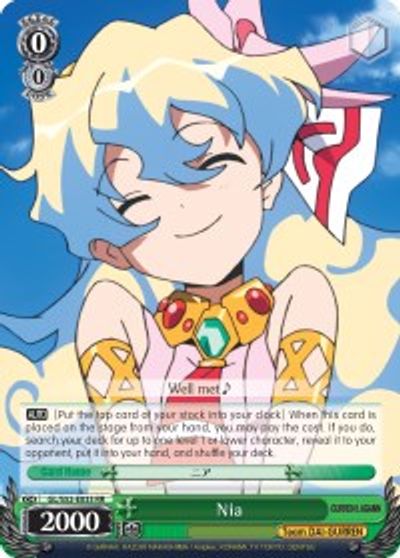 0
0
Well met♪
AUTO [Put the top card of your stock into your clock] When this card is
placed on the stage from your hand, you may pay the cost. If you do,
search your deck for up to one level 1 or lower character, reveal it to your
opponent, put it into your hand, and shuffle your deck.
Card Name
ニア
Nia
GURREN LAGANN
2000
Team DAI-GURREN